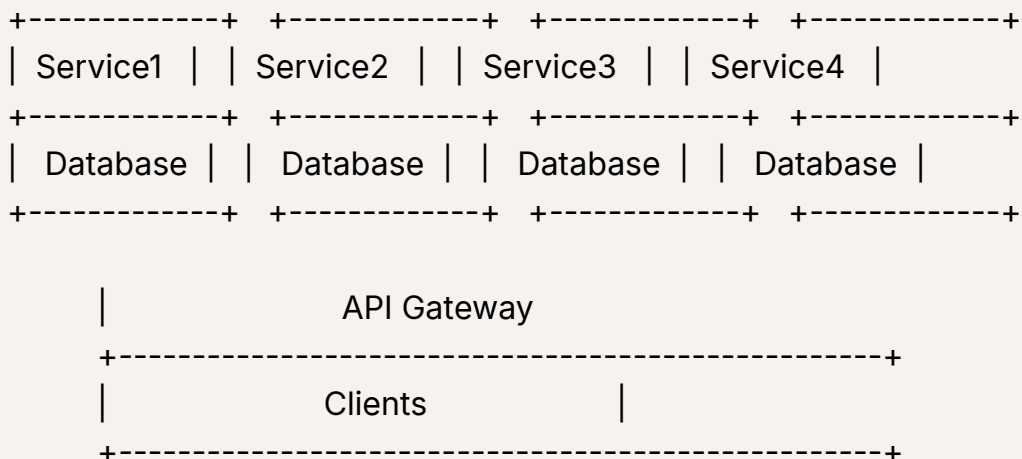 +-------------+ +-------------+ +-------------+ +-------------+
| Service1 | | Service2 | | Service3 | | Service4 |
+-------------+ +-------------+ +-------------+ +-------------+
| Database | | Database | | Database | | Database |
+-------------+ +-------------+ +-------------+ +-------------+
| API Gateway
+-----------------------------------------------------+
| Clients |
+-----------------------------------------------------+